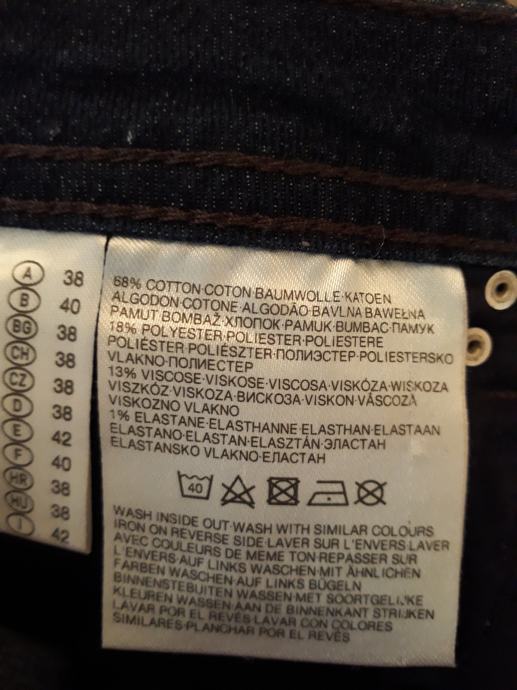 A 38
B 40
BG 38
CH 38
CZ 38
D 38
E 42
F 40
HR 38
HU 38
I 42
68% COTTON·COTON·BAUMWOLLE·KATOEN
ALGODON·COTONE·ALGODÃO·BAVLNA·BAWEŁNA
PAMUT·BOMBAŽ·ХЛОПОК·PAMUK·BUMBAC·ПАМУК
18% POLYESTER·POLIESTER·POLIESTERE
POLIÉSTER·POLIÉSZTER·ПОЛИЭСТЕР·POLIESTERSKO
VLAKNO·ПОЛИЕСТЕР
13% VISCOSE·VISKOSE·VISCOSA·VISKÓZA·WISKOZA
VISZKÓZ·VISKOZA·ВИСКОЗА·VISKON·VÂSCOZĂ
VISKOZNO VLAKNO
1% ELASTANE·ELASTHANNE·ELASTHAN·ELASTAAN
ELASTANO·ELASTAN·ELASZTÁN·ЭЛАСТАН
ELASTANSKO VLAKNO·ЕЛАСТАН
40
WASH INSIDE OUT·WASH WITH SIMILAR COLOURS
IRON ON REVERSE SIDE·LAVER SUR L'ENVERS·LAVER
AVEC COULEURS DE MEME TON·REPASSER SUR
L'ENVERS·AUF LINKS WASCHEN·MIT ÄHNLICHEN
FARBEN WASCHEN·AUF LINKS BÜGELN
BINNENSTEBUITEN WASSEN·MET SOORTGELIJKE
KLEUREN WASSEN·AAN DE BINNENKANT STRIJKEN
LAVAR POR EL REVÉS·LAVAR CON COLORES
SIMILARES·PLANCHAR POR EL REVÉS